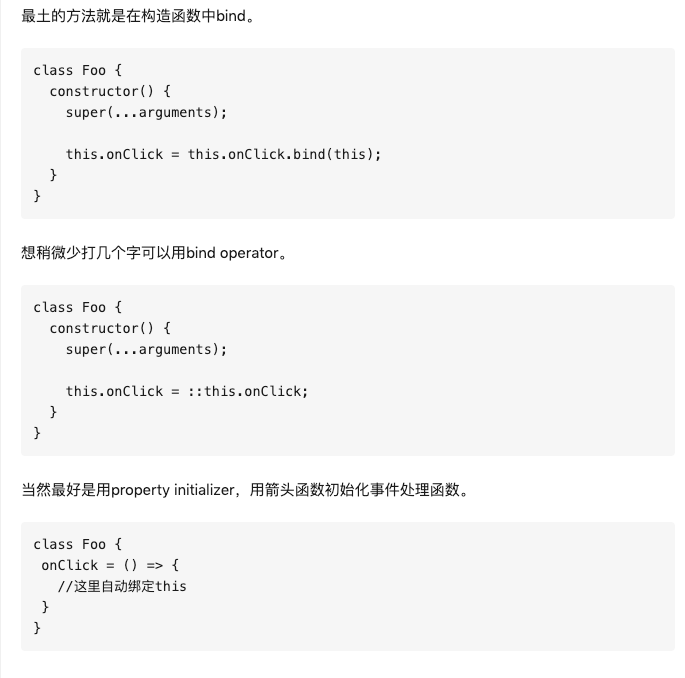 最土的方法就是在构造函数中bind。
class Foo {
  constructor() {
    super(...arguments);

    this.onClick = this.onClick.bind(this);
  }
}
想稍微少打几个字可以用bind operator。
class Foo {
  constructor() {
    super(...arguments);

    this.onClick = ::this.onClick;
  }
}
当然最好是用property initializer，用箭头函数初始化事件处理函数。
class Foo {
 onClick = () => {
   //这里自动绑定this
 }
}